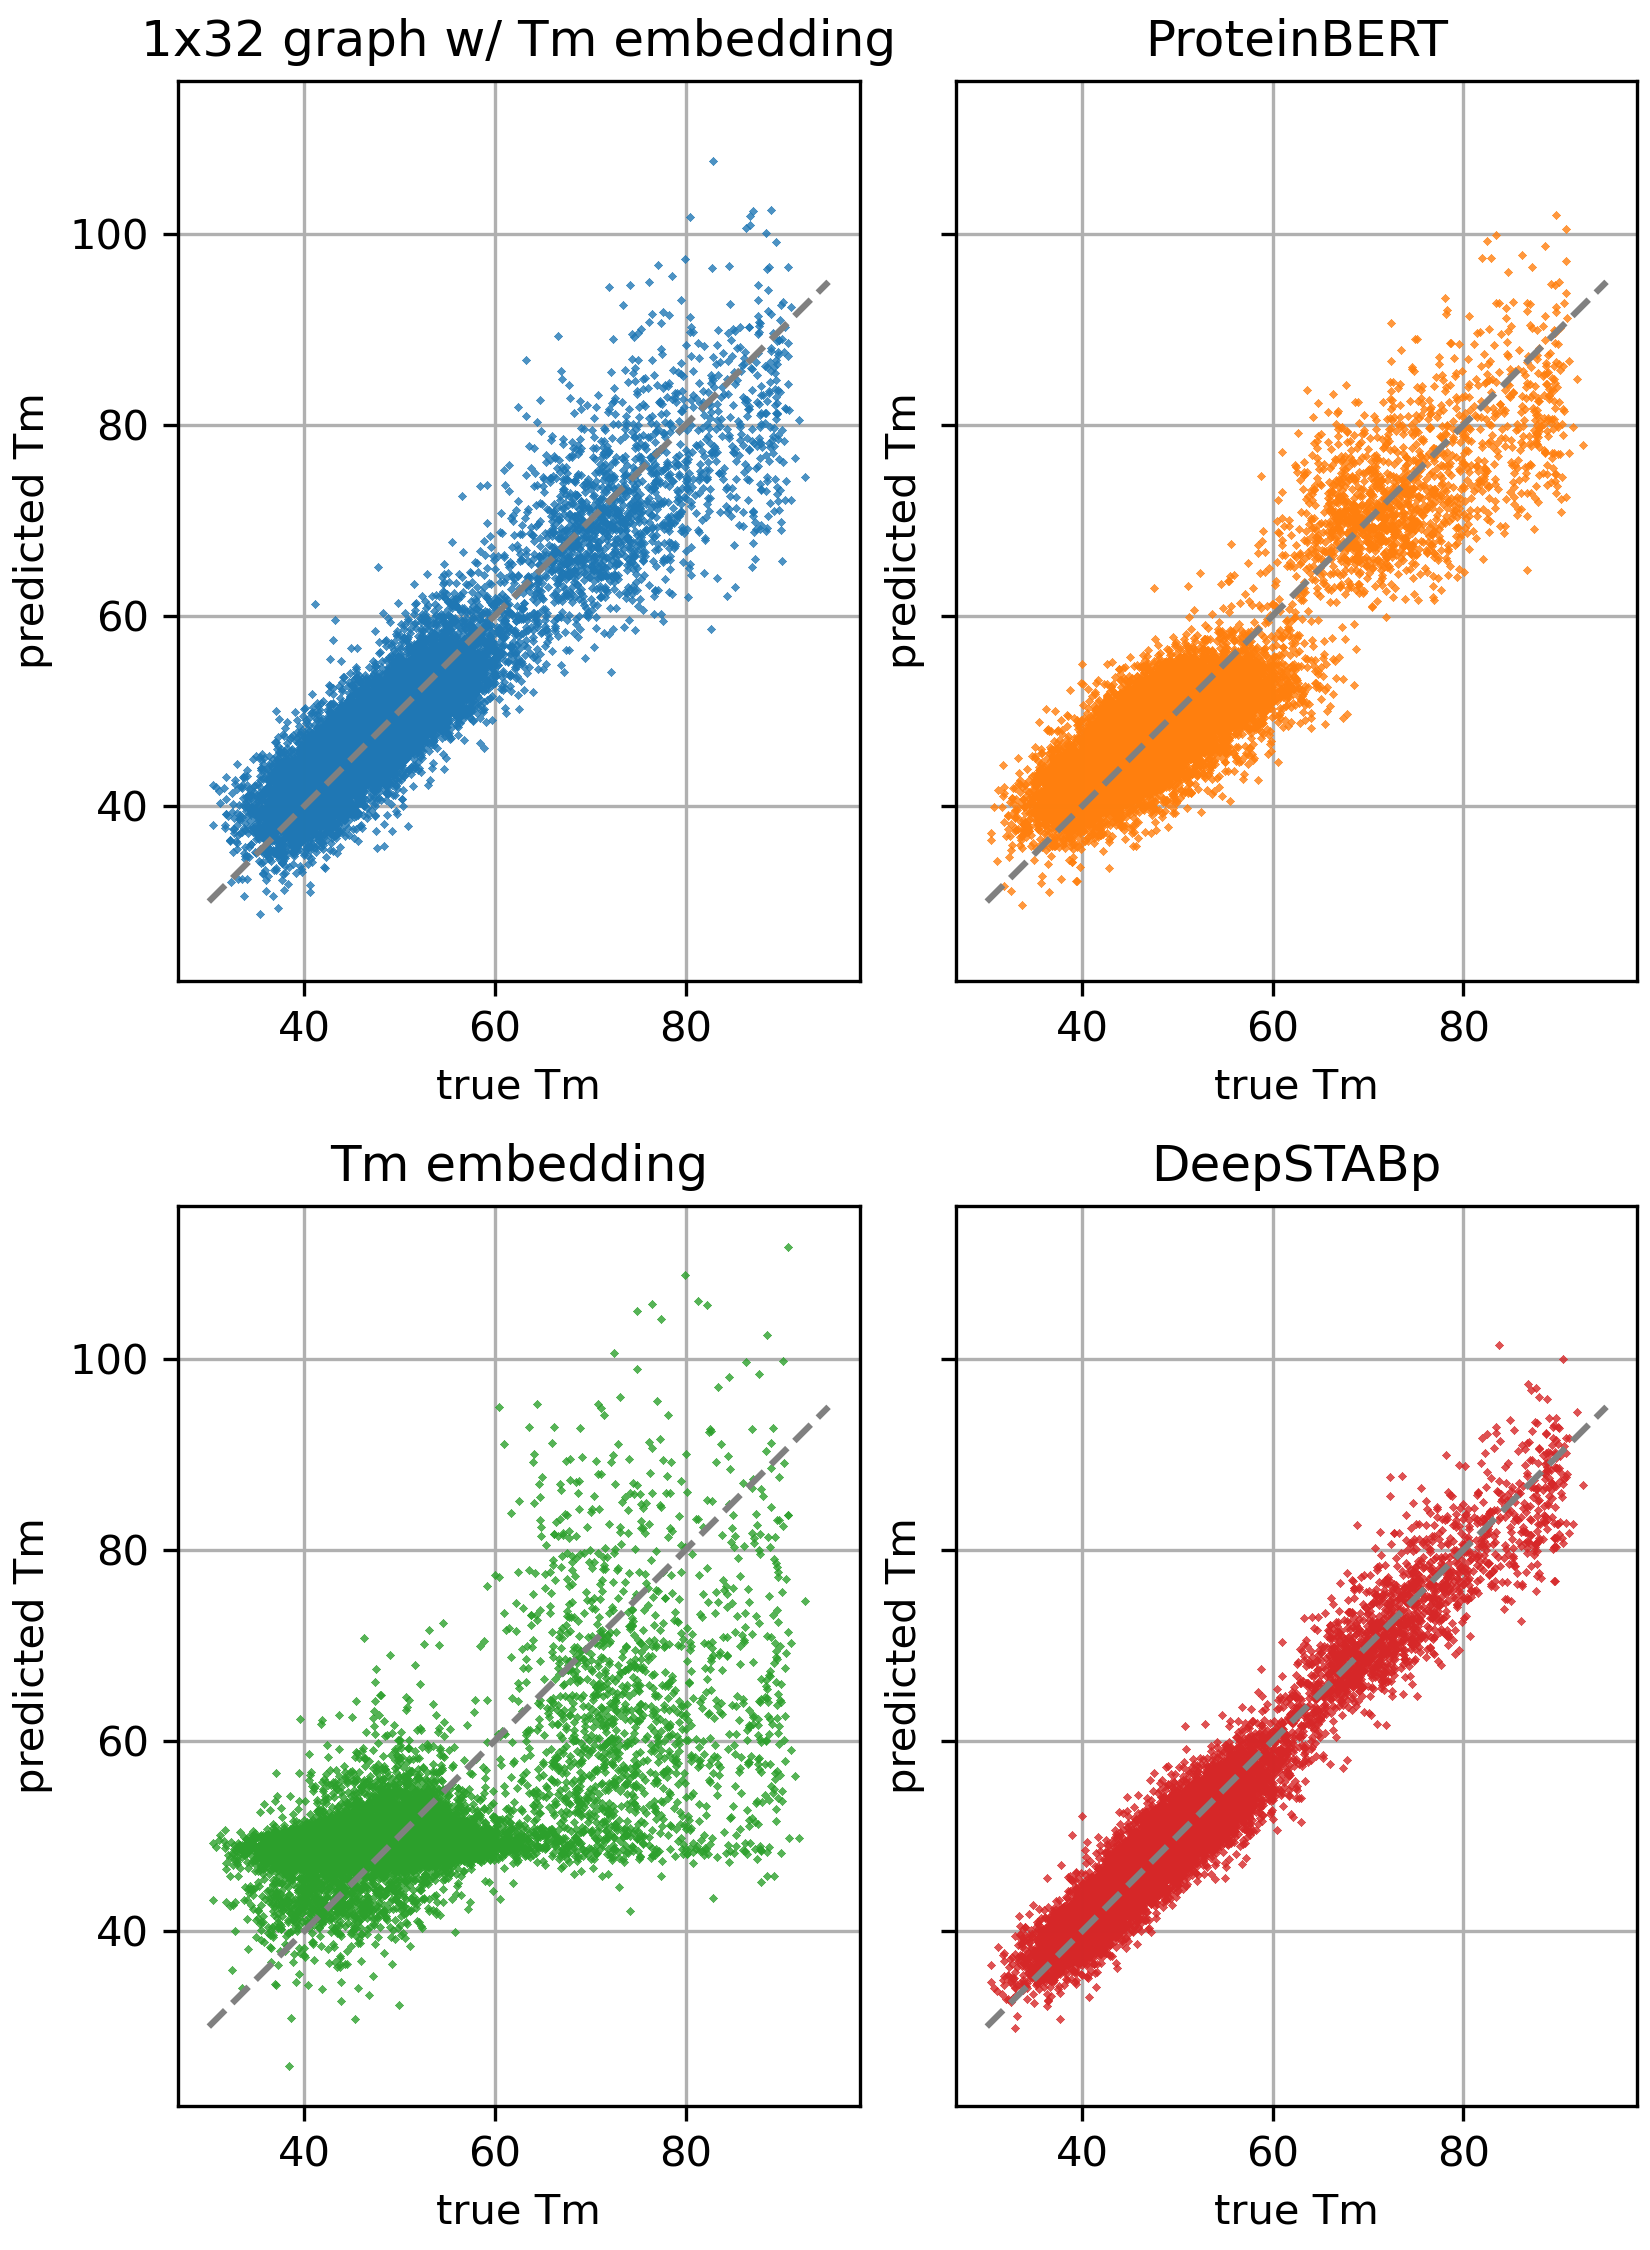 1x32 graph w/ Tm embedding
ProteinBERT
100
80
60
40
predicted Tm
predicted Tm
40 60 80
40 60 80
true Tm
true Tm
Tm embedding
DeepSTABp
100
80
60
40
predicted Tm
predicted Tm
40 60 80
40 60 80
true Tm
true Tm